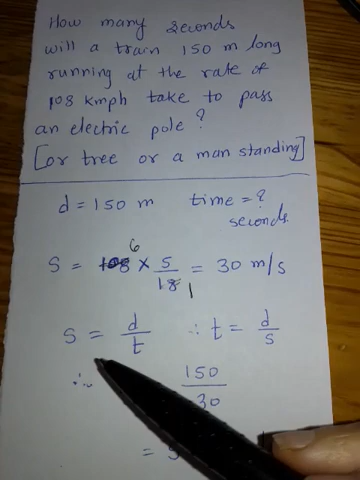 How many seconds
will a train 150 m long
running at the rate of
108 kmph take to pass
an electric pole?
[or tree or a man standing]
d = 150 m time = ?
seconds
6
S = 108 × 5/18 = 30 m/s
1
S = d/t ∴ t = d/s
∴ 150/30
=